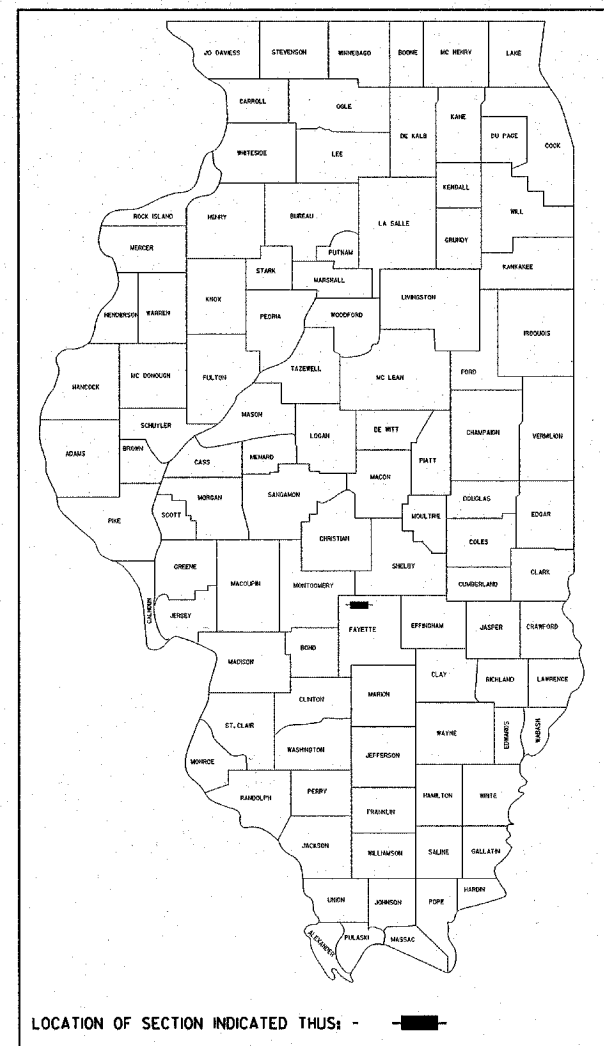 JO DAVIESS STEVENSON WINNEBAGO BOONE MC HENRY LAKE
CARROLL OGLE DE KALB KANE DU PAGE COOK
WHITESIDE LEE KENDALL WILL
ROCK ISLAND HENRY BUREAU LA SALLE GRUNDY
MERCER PUTNAM KANKAKEE
STARK MARSHALL
HENDERSON WARREN KNOX PEORIA WOODFORD LIVINGSTON IROQUOIS
HANCOCK MC DONOUGH FULTON TAZEWELL MC LEAN FORD
SCHUYLER MASON LOGAN DE WITT CHAMPAIGN VERMILION
ADAMS BROWN CASS MENARD MACON PIATT
PIKE SCOTT MORGAN SANGAMON CHRISTIAN MOULTRIE DOUGLAS EDGAR
COLES
GREENE MACOUPIN MONTGOMERY SHELBY CUMBERLAND CLARK
CALHOUN JERSEY
FAYETTE EFFINGHAM JASPER CRAWFORD
MADISON BOND CLAY RICHLAND LAWRENCE
CLINTON MARION
ST. CLAIR WASHINGTON WAYNE EDWARDS WABASH
MONROE JEFFERSON
RANDOLPH PERRY FRANKLIN HAMILTON WHITE
JACKSON WILLIAMSON SALINE GALLATIN
UNION JOHNSON POPE HARDIN
ALEXANDER PULASKI MASSAC
LOCATION OF SECTION INDICATED THUS: -